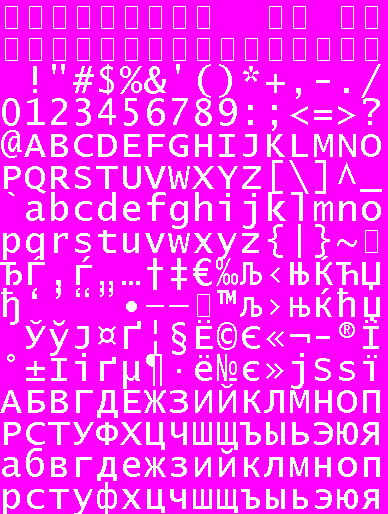 !"#$%&'()*+,-./
0123456789:;<=>?
@ABCDEFGHIJKLMNO
PQRSTUVWXYZ[\]^_
`abcdefghijklmno
pqrstuvwxyz{|}~
ЂЃ‚ѓ„…†‡€‰Љ‹ЊЌЋЏ
ђ‘’“”•–—™љ›њќћџ
ЎўЈ¤Ґ¦§Ё©Є«¬-®Ї
°±Ііґµ¶·ё№є»јЅѕї
АБВГДЕЖЗИЙКЛМНОП
РСТУФХЦЧШЩЪЫЬЭЮЯ
абвгдежзийклмноп
рстуфхцчшщъыьэюя